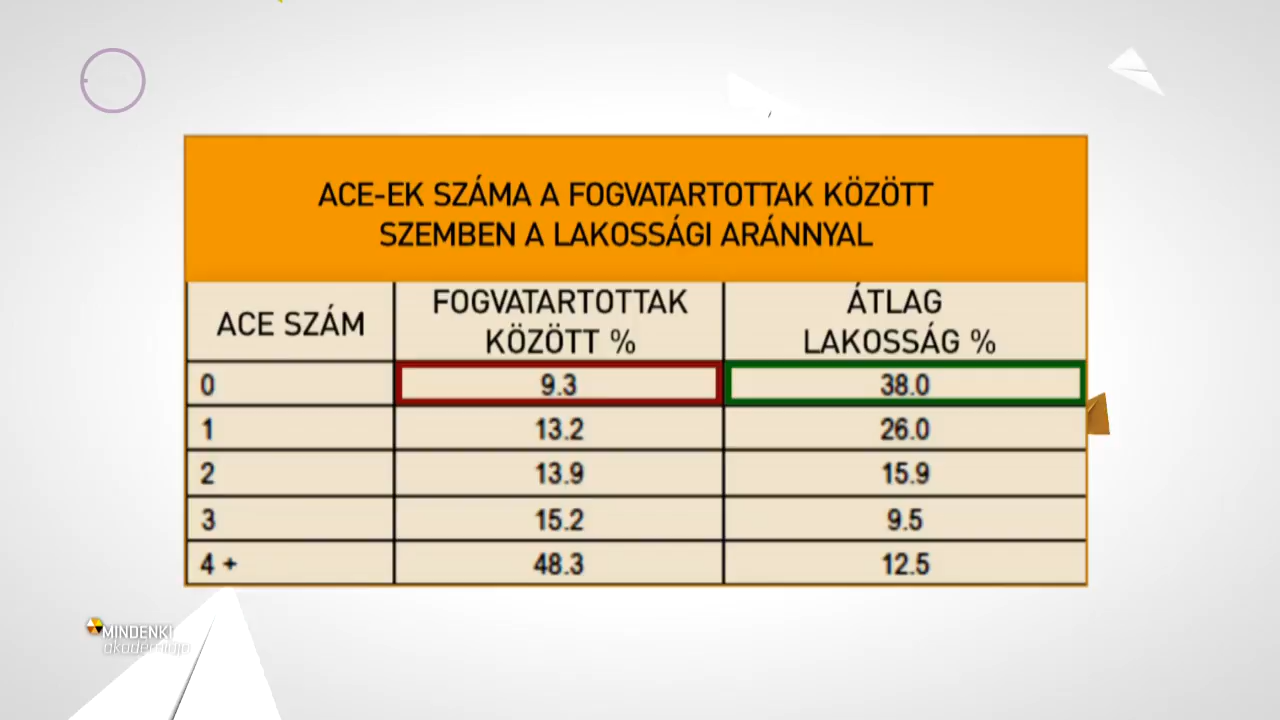 ACE-EK SZÁMA A FOGVATARTOTTAK KÖZÖTT
SZEMBEN A LAKOSSÁGI ARÁNNYAL
ACE SZÁM
FOGVATARTOTTAK
KÖZÖTT %
ÁTLAG
LAKOSSÁG %
0 9.3 38.0
1 13.2 26.0
2 13.9 15.9
3 15.2 9.5
4 + 48.3 12.5
MINDENKI
akadémiája